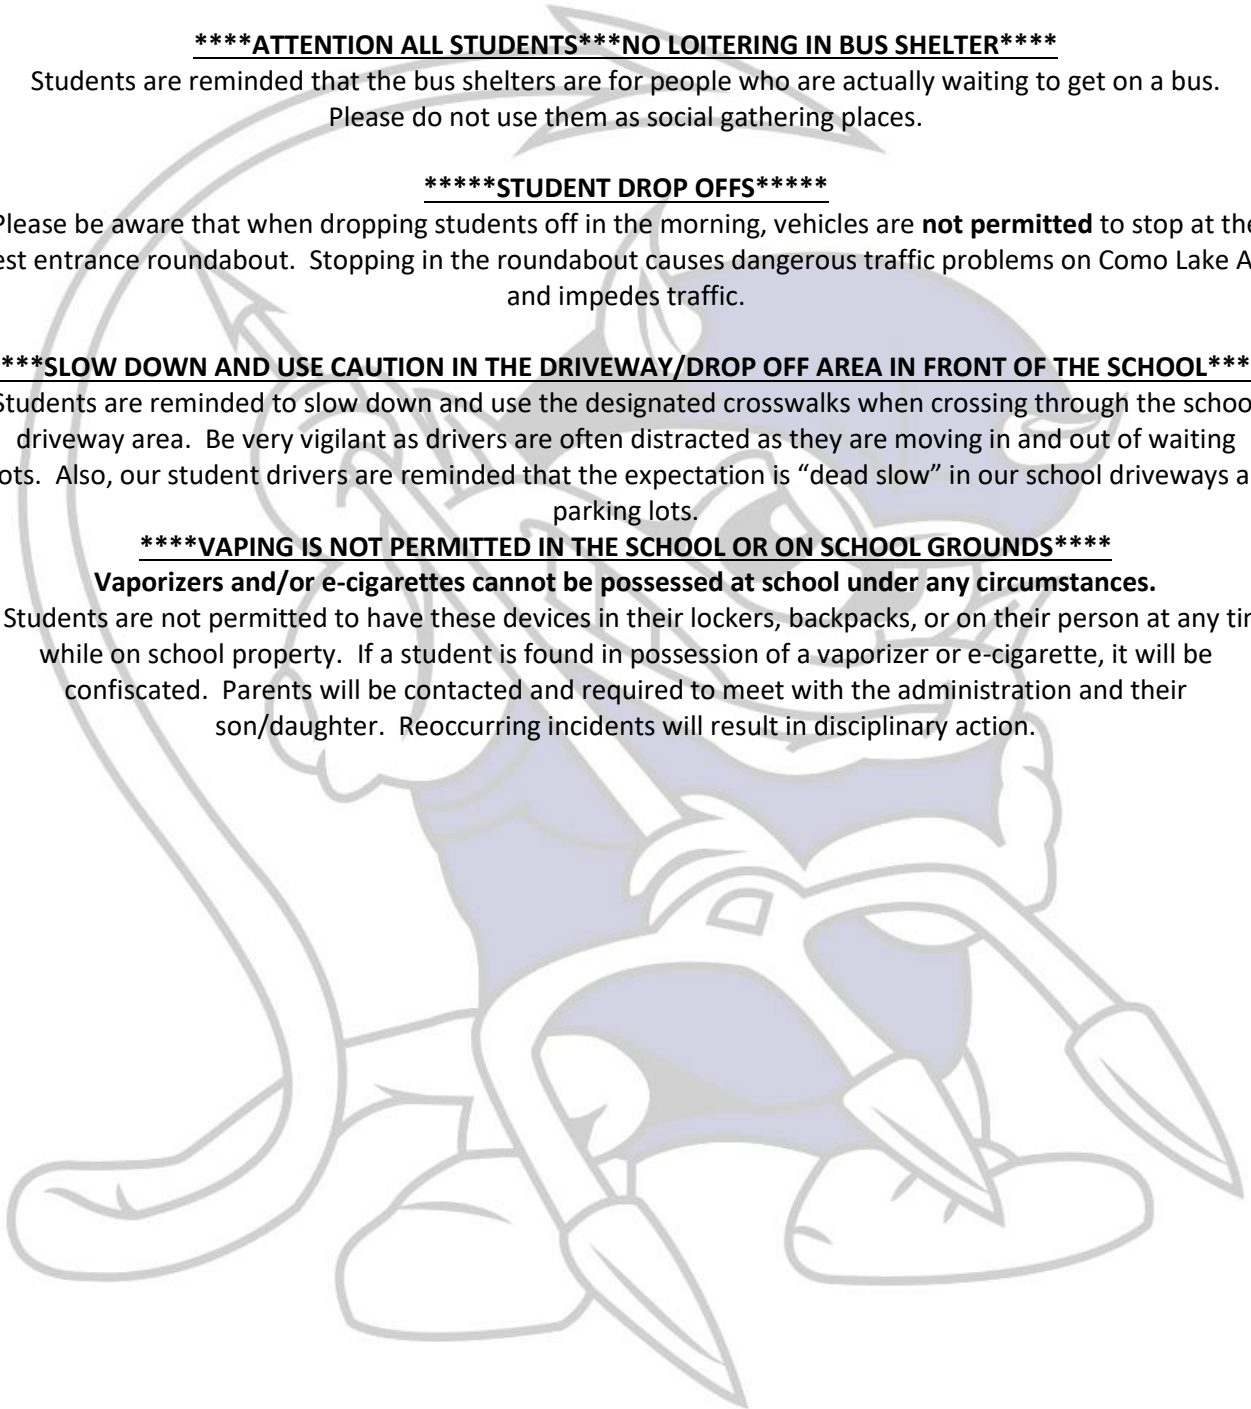 ****ATTENTION ALL STUDENTS***NO LOITERING IN BUS SHELTER****
Students are reminded that the bus shelters are for people who are actually waiting to get on a bus.
Please do not use them as social gathering places.
*****STUDENT DROP OFFS*****
Please be aware that when dropping students off in the morning, vehicles are not permitted to stop at the
est entrance roundabout. Stopping in the roundabout causes dangerous traffic problems on Como Lake A
and impedes traffic.
***SLOW DOWN AND USE CAUTION IN THE DRIVEWAY/DROP OFF AREA IN FRONT OF THE SCHOOL***
Students are reminded to slow down and use the designated crosswalks when crossing through the schoo
driveway area. Be very vigilant as drivers are often distracted as they are moving in and out of waiting
ots. Also, our student drivers are reminded that the expectation is “dead slow” in our school driveways a
parking lots.
****VAPING IS NOT PERMITTED IN THE SCHOOL OR ON SCHOOL GROUNDS****
Vaporizers and/or e-cigarettes cannot be possessed at school under any circumstances.
Students are not permitted to have these devices in their lockers, backpacks, or on their person at any ti
while on school property. If a student is found in possession of a vaporizer or e-cigarette, it will be
confiscated. Parents will be contacted and required to meet with the administration and their
son/daughter. Reoccurring incidents will result in disciplinary action.